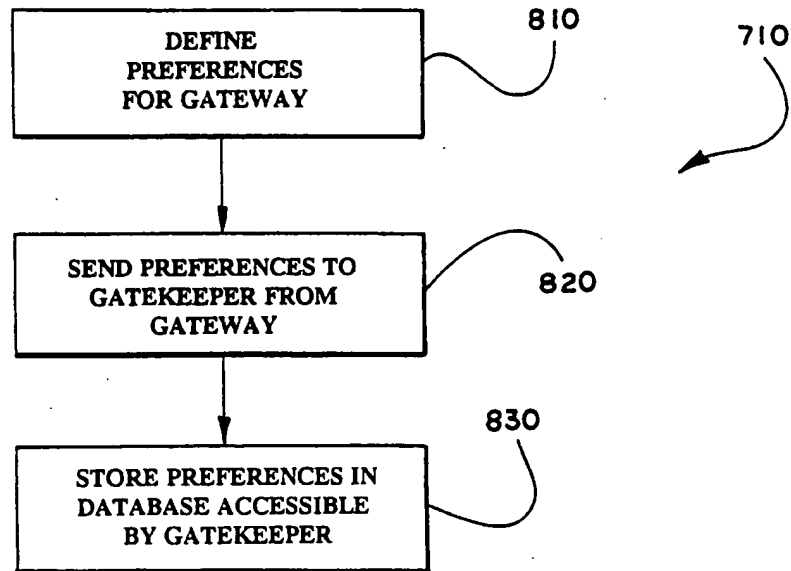 810
710
DEFINE
PREFERENCES
FOR GATEWAY
SEND PREFERENCES TO
GATEKEEPER FROM
GATEWAY
820
830
STORE PREFERENCES IN
DATABASE ACCESSIBLE
BY GATEKEEPER